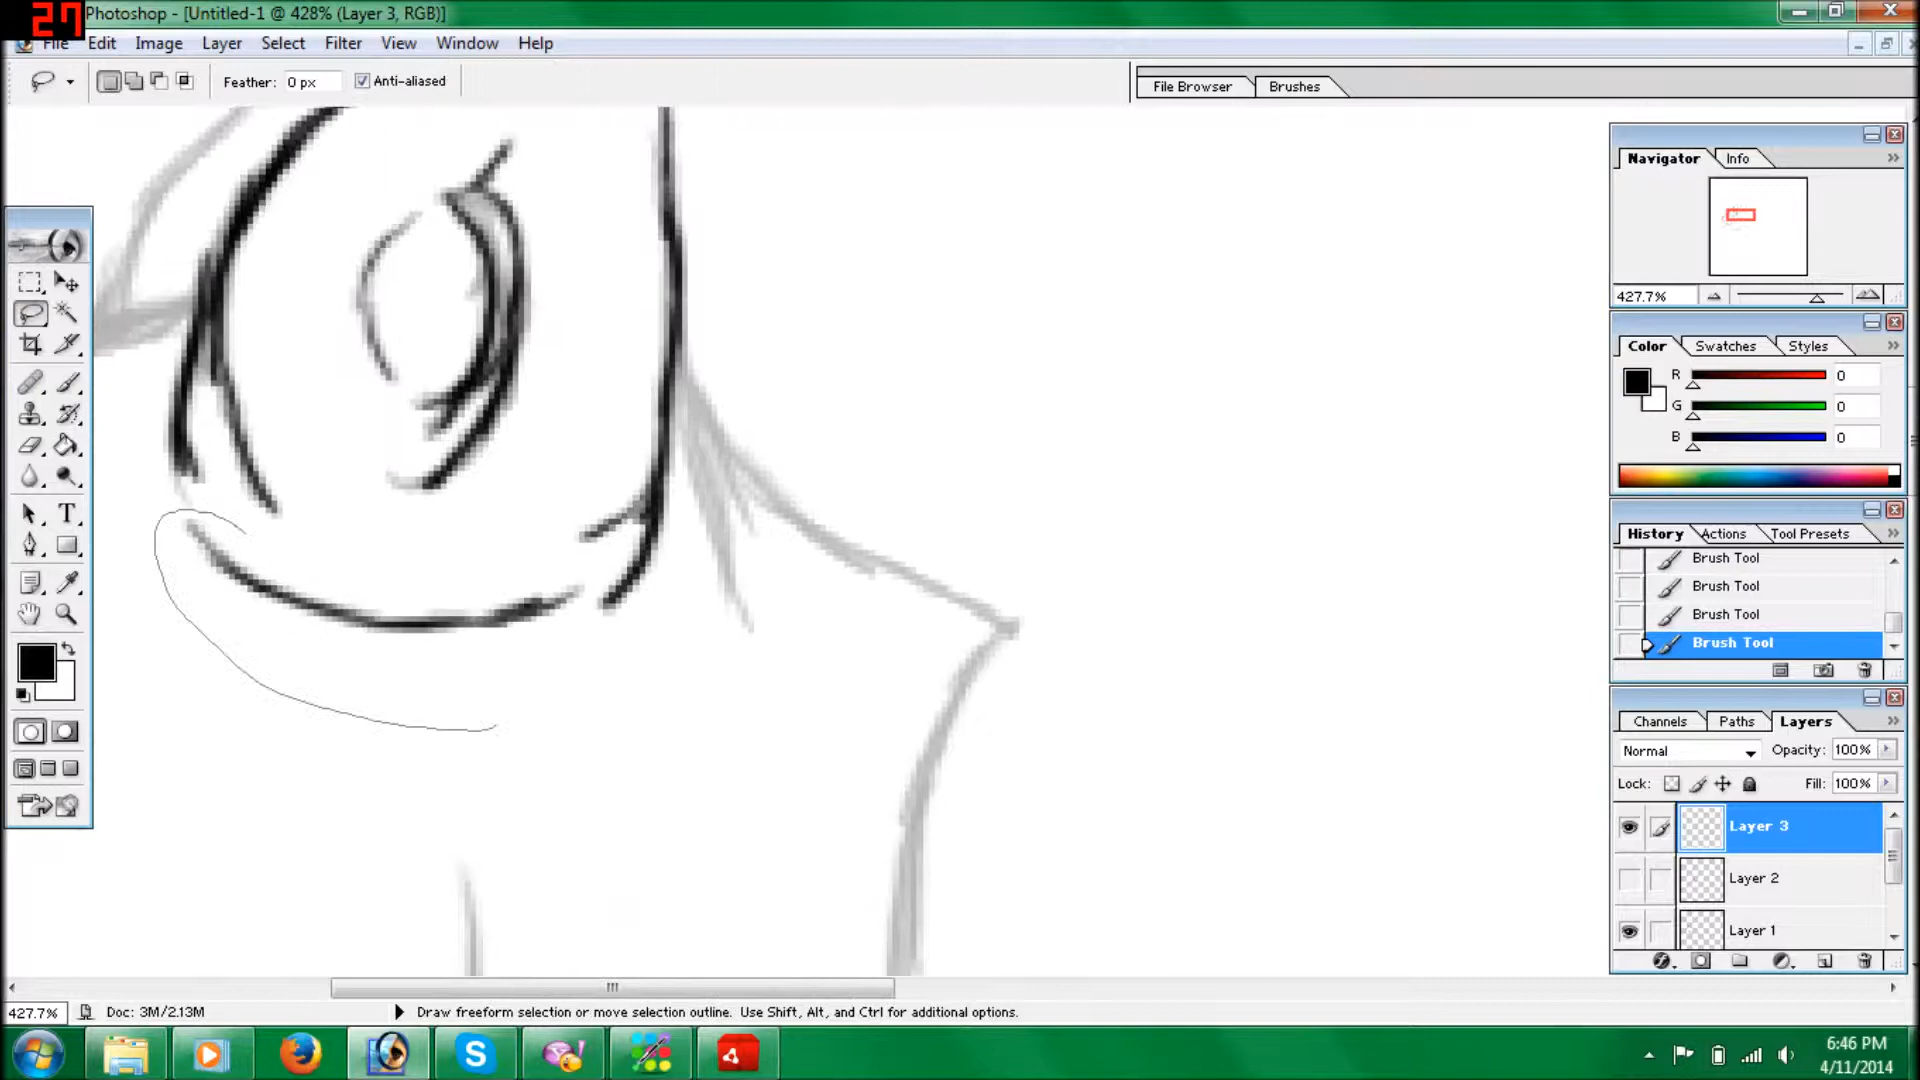 27
Photoshop - [Untitled-1 @ 428% (Layer 3, RGB)]
File Edit Image Layer Select Filter View Window Help
Feather: 0 px Anti-aliased
File Browser Brushes
Navigator Info
427.7%
Color Swatches Styles
R 0
G 0
B 0
History Actions Tool Presets
Brush Tool
Brush Tool
Brush Tool
Brush Tool
Channels Paths Layers
Normal Opacity: 100%
Lock: Fill: 100%
Layer 3
Layer 2
Layer 1
T
427.7% Doc: 3M/2.13M Draw freeform selection or move selection outline. Use Shift, Alt, and Ctrl for additional options.
S
6:46 PM
4/11/2014